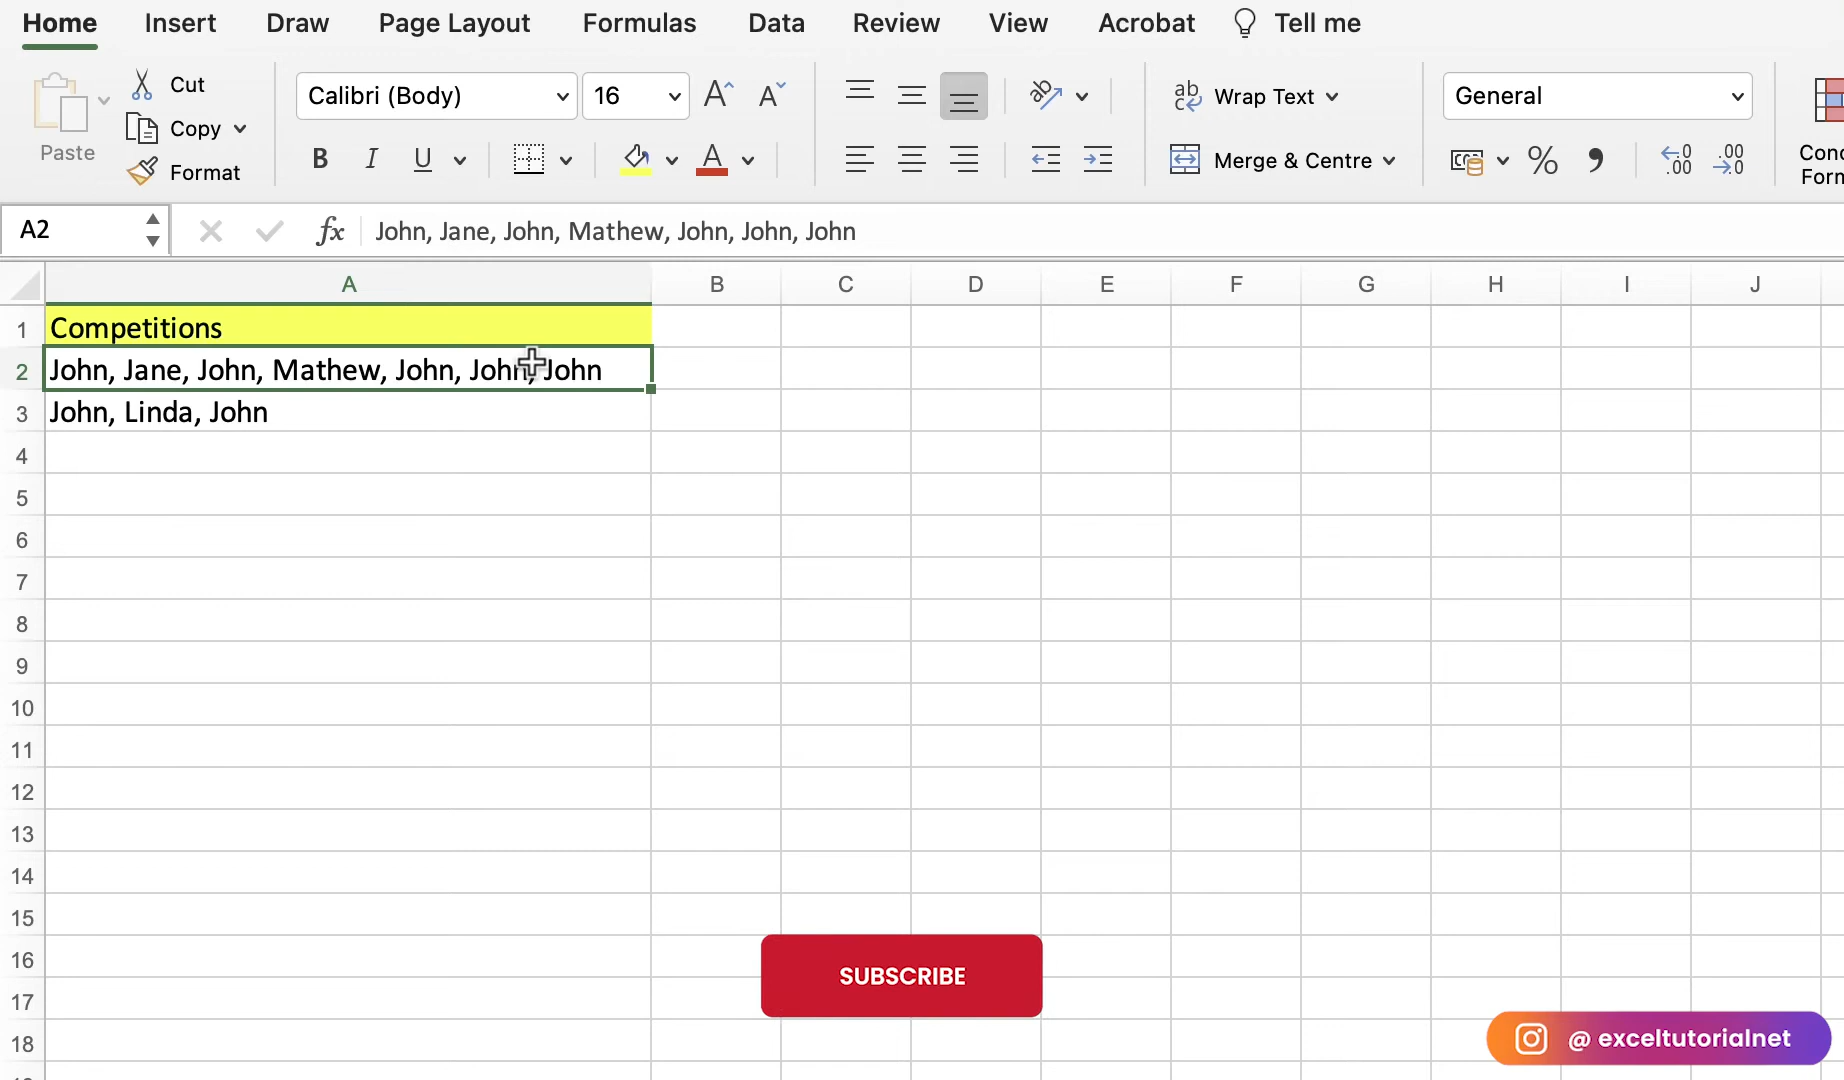 Home Insert Draw Page Layout Formulas Data Review View Acrobat Tell me
Paste
Cut
Copy
Format
Calibri (Body) 16
B I U A
ab Wrap Text
Merge & Centre
General
% .00 .00
A2 fx John, Jane, John, Mathew, John, John, John
A B C D E F G H I J
1 Competitions
2 John, Jane, John, Mathew, John, John, John
3 John, Linda, John
4
5
6
7
8
9
10
11
12
13
14
15
16
17
18
SUBSCRIBE
@ exceltutorialnet